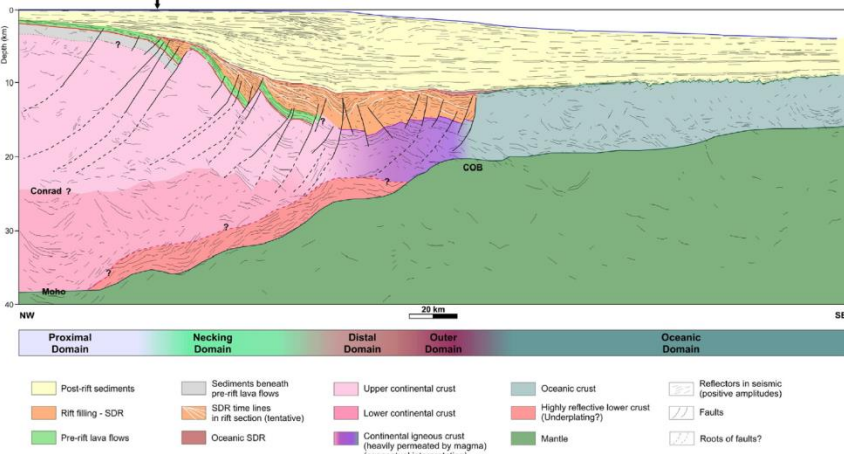 0
Depth (km)
?
10
?
20
COB
Conrad ?
?
?
30
?
Moho
40
NW
20 km
SE
Proximal Domain
Necking Domain
Distal Domain
Outer Domain
Oceanic Domain
Post-rift sediments
Sediments beneath
pre-rift lava flows
Upper continental crust
Oceanic crust
Reflectors in seismic
(positive amplitudes)
Rift filling - SDR
SDR time lines
in rift section (tentative)
Lower continental crust
Highly reflective lower crust
(Underplating?)
Faults
Pre-rift lava flows
Oceanic SDR
Continental igneous crust
(heavily permeated by magma)
Mantle
Roots of faults?